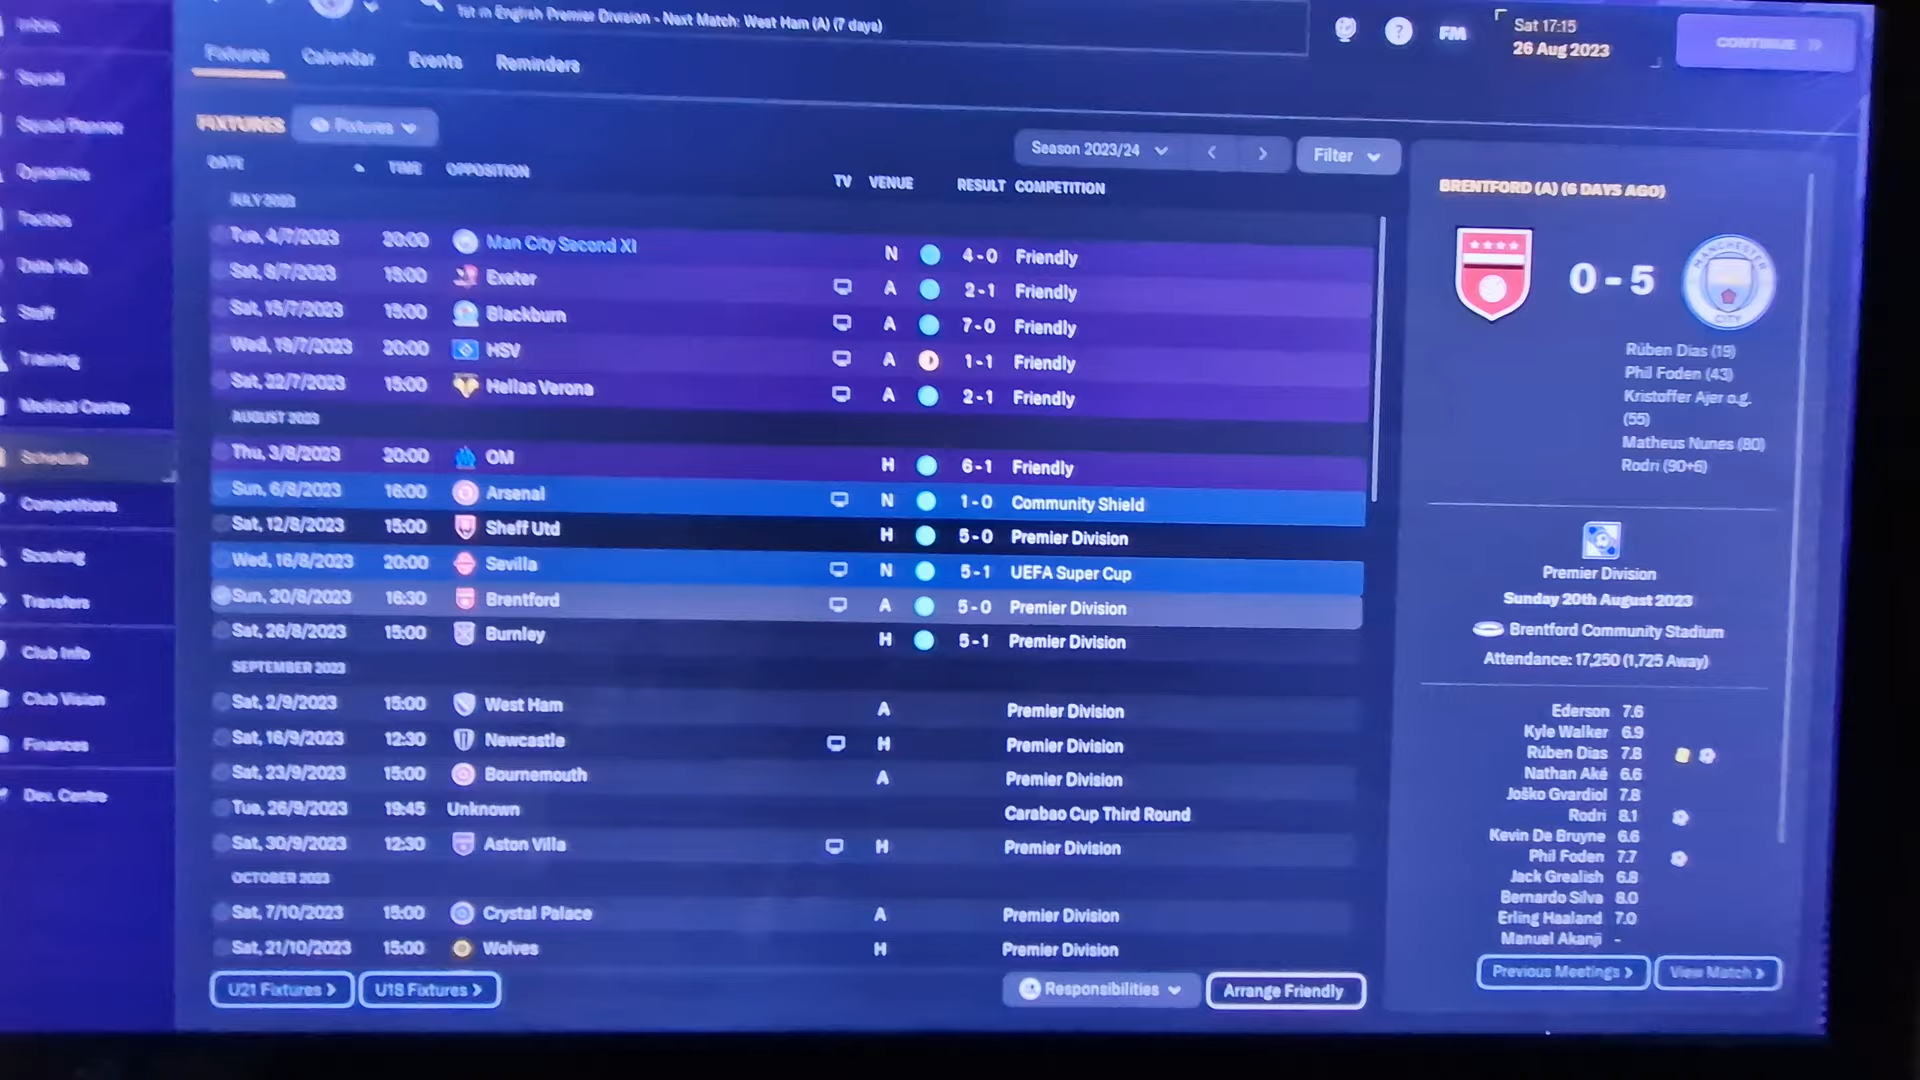 Inbox
Squad
Squad Planner
Dynamics
Tactics
Data Hub
Staff
Training
Medical Centre
Schedule
Competitions
Scouting
Transfers
Club Info
Club Vision
Finances
Dev. Centre
1st in English Premier Division - Next Match: West Ham (A) (7 days)
? FM Sat 17:15
26 Aug 2023
CONTINUE
Fixtures Calendar Events Reminders
FIXTURES Fixtures
Season 2023/24 Filter
DATE TIME OPPOSITION TV VENUE RESULT COMPETITION
JULY 2023
Tue, 4/7/2023 20:00 Man City Second XI N 4-0 Friendly
Sat, 8/7/2023 15:00 Exeter A 2-1 Friendly
Sat, 15/7/2023 15:00 Blackburn A 7-0 Friendly
Wed, 19/7/2023 20:00 HSV A 1-1 Friendly
Sat, 22/7/2023 15:00 Hellas Verona A 2-1 Friendly
AUGUST 2023
Thu, 3/8/2023 20:00 OM H 6-1 Friendly
Sun, 6/8/2023 16:00 Arsenal N 1-0 Community Shield
Sat, 12/8/2023 15:00 Sheff Utd H 5-0 Premier Division
Wed, 16/8/2023 20:00 Sevilla N 5-1 UEFA Super Cup
Sun, 20/8/2023 16:30 Brentford A 5-0 Premier Division
Sat, 26/8/2023 15:00 Burnley H 5-1 Premier Division
SEPTEMBER 2023
Sat, 2/9/2023 15:00 West Ham A Premier Division
Sat, 16/9/2023 12:30 Newcastle H Premier Division
Sat, 23/9/2023 15:00 Bournemouth A Premier Division
Tue, 26/9/2023 19:45 Unknown Carabao Cup Third Round
Sat, 30/9/2023 12:30 Aston Villa H Premier Division
OCTOBER 2023
Sat, 7/10/2023 15:00 Crystal Palace A Premier Division
Sat, 21/10/2023 15:00 Wolves H Premier Division
U21 Fixtures > U18 Fixtures > Responsibilities Arrange Friendly
BRENTFORD (A) (6 DAYS AGO)
0 - 5
MANCHESTER
CITY
Rúben Dias (19)
Phil Foden (43)
Kristoffer Ajer o.g.
(55)
Matheus Nunes (80)
Rodri (90+6)
Premier Division
Sunday 20th August 2023
Brentford Community Stadium
Attendance: 17,250 (1,725 Away)
Ederson 7.6
Kyle Walker 6.9
Rúben Dias 7.8
Nathan Aké 6.6
Joško Gvardiol 7.8
Rodri 8.1
Kevin De Bruyne 6.6
Phil Foden 7.7
Jack Grealish 6.8
Bernardo Silva 8.0
Erling Haaland 7.0
Manuel Akanji -
Previous Meetings > View Match >